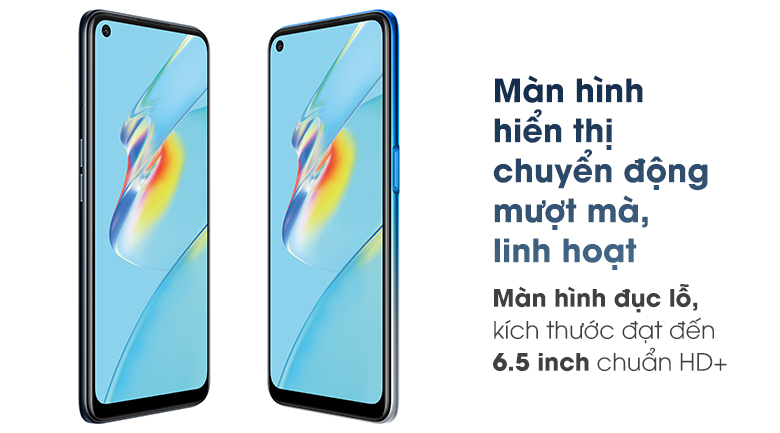 Màn hình
hiển thị
chuyển động
mượt mà,
linh hoạt
Màn hình đục lỗ,
kích thước đạt đến
6.5 inch chuẩn HD+